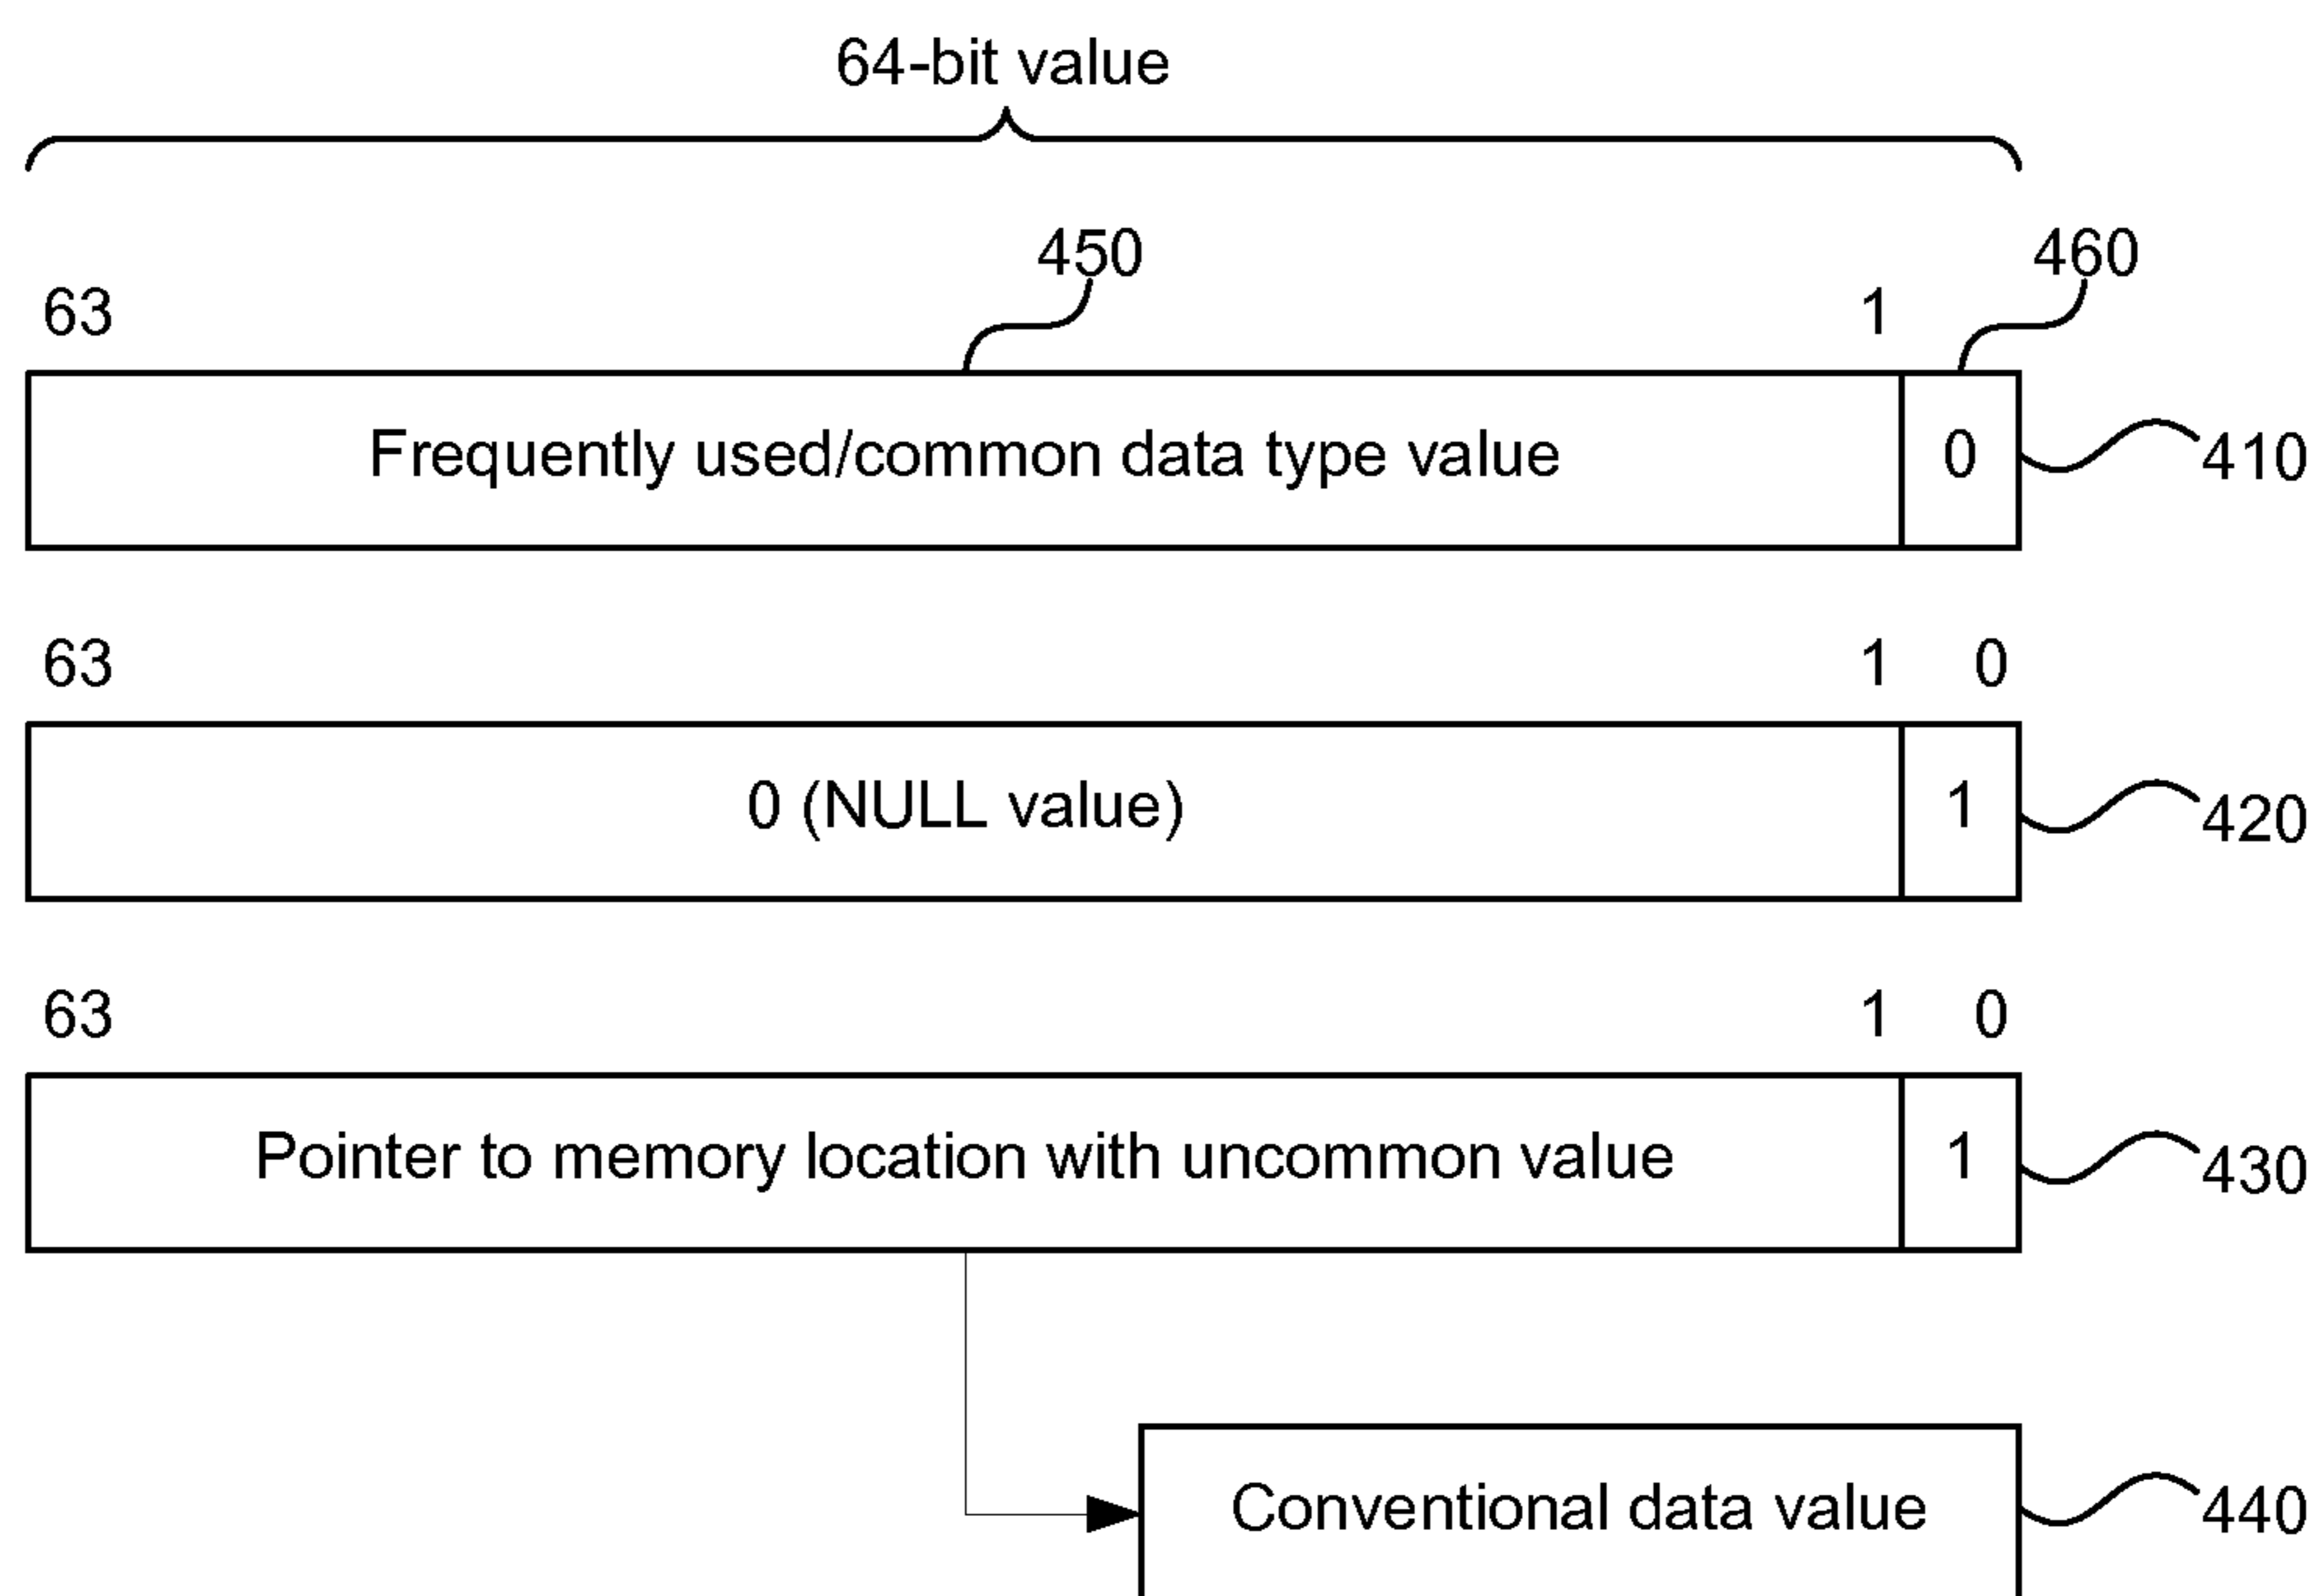 64-bit value
450 460
63 1
Frequently used/common data type value 0 410
63 1 0
0 (NULL value) 1 420
63 1 0
Pointer to memory location with uncommon value 1 430
Conventional data value 440